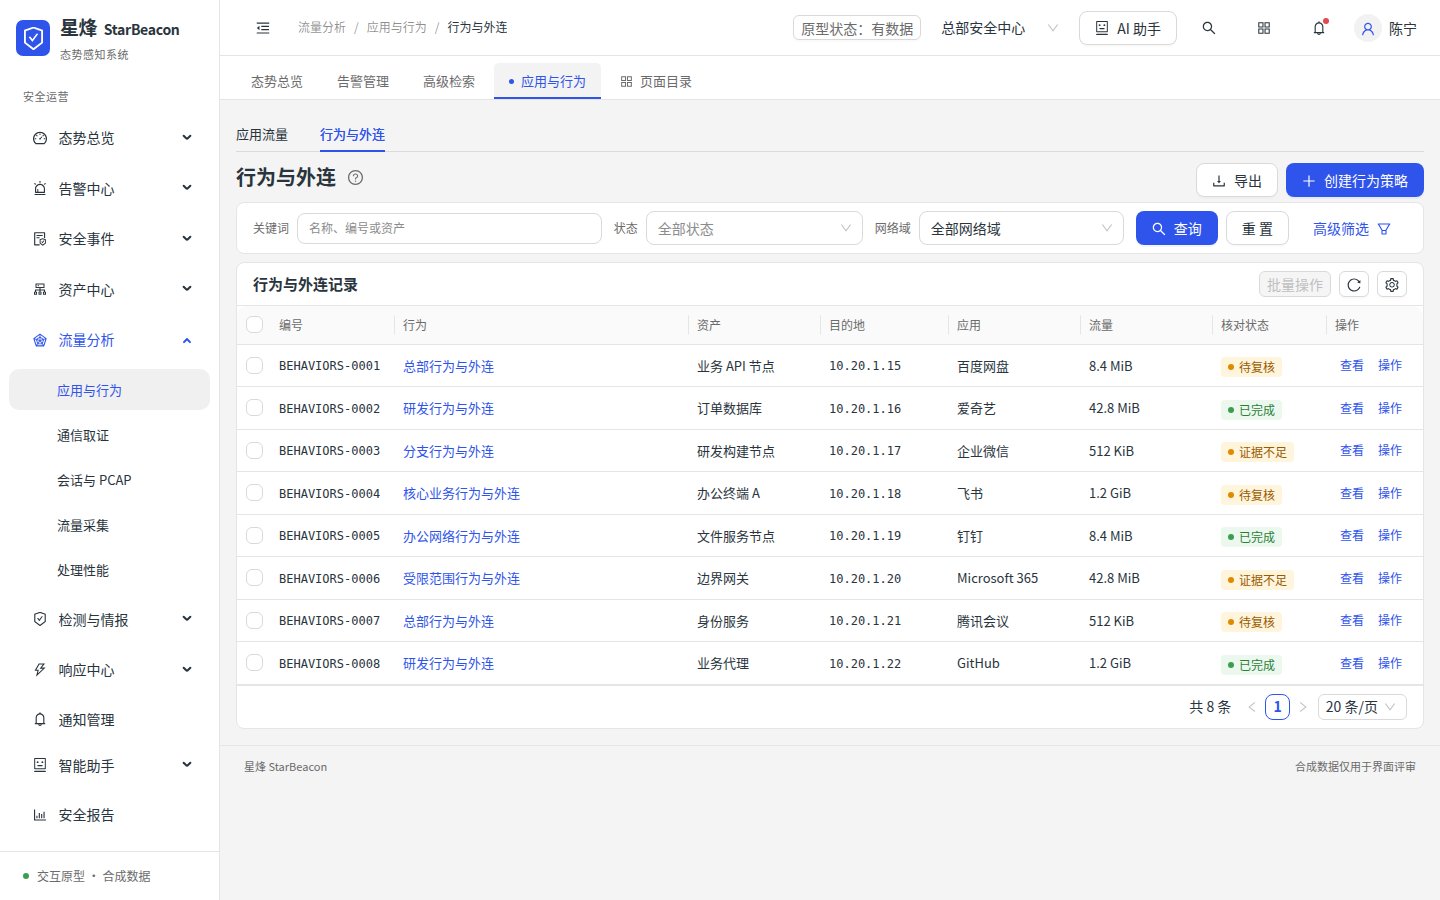 星烽 StarBeacon
态势感知系统
安全运营
态势总览
告警中心
安全事件
资产中心
流量分析
应用与行为
通信取证
会话与 PCAP
流量采集
处理性能
检测与情报
响应中心
通知管理
智能助手
安全报告
交互原型 · 合成数据
流量分析 / 应用与行为 / 行为与外连
原型状态：有数据
总部安全中心
AI 助手
陈宁
态势总览 告警管理 高级检索 应用与行为 页面目录
应用流量 行为与外连
行为与外连
导出 创建行为策略
关键词 名称、编号或资产 状态 全部状态 网络域 全部网络域 查询 重 置 高级筛选
行为与外连记录 批量操作
编号 行为 资产 目的地 应用 流量 核对状态 操作
BEHAVIORS-0001 总部行为与外连 业务 API 节点 10.20.1.15 百度网盘 8.4 MiB 待复核 查看 操作
BEHAVIORS-0002 研发行为与外连 订单数据库 10.20.1.16 爱奇艺 42.8 MiB 已完成 查看 操作
BEHAVIORS-0003 分支行为与外连 研发构建节点 10.20.1.17 企业微信 512 KiB 证据不足 查看 操作
BEHAVIORS-0004 核心业务行为与外连 办公终端 A 10.20.1.18 飞书 1.2 GiB 待复核 查看 操作
BEHAVIORS-0005 办公网络行为与外连 文件服务节点 10.20.1.19 钉钉 8.4 MiB 已完成 查看 操作
BEHAVIORS-0006 受限范围行为与外连 边界网关 10.20.1.20 Microsoft 365 42.8 MiB 证据不足 查看 操作
BEHAVIORS-0007 总部行为与外连 身份服务 10.20.1.21 腾讯会议 512 KiB 待复核 查看 操作
BEHAVIORS-0008 研发行为与外连 业务代理 10.20.1.22 GitHub 1.2 GiB 已完成 查看 操作
共 8 条 1 20 条/页
星烽 StarBeacon
合成数据仅用于界面评审